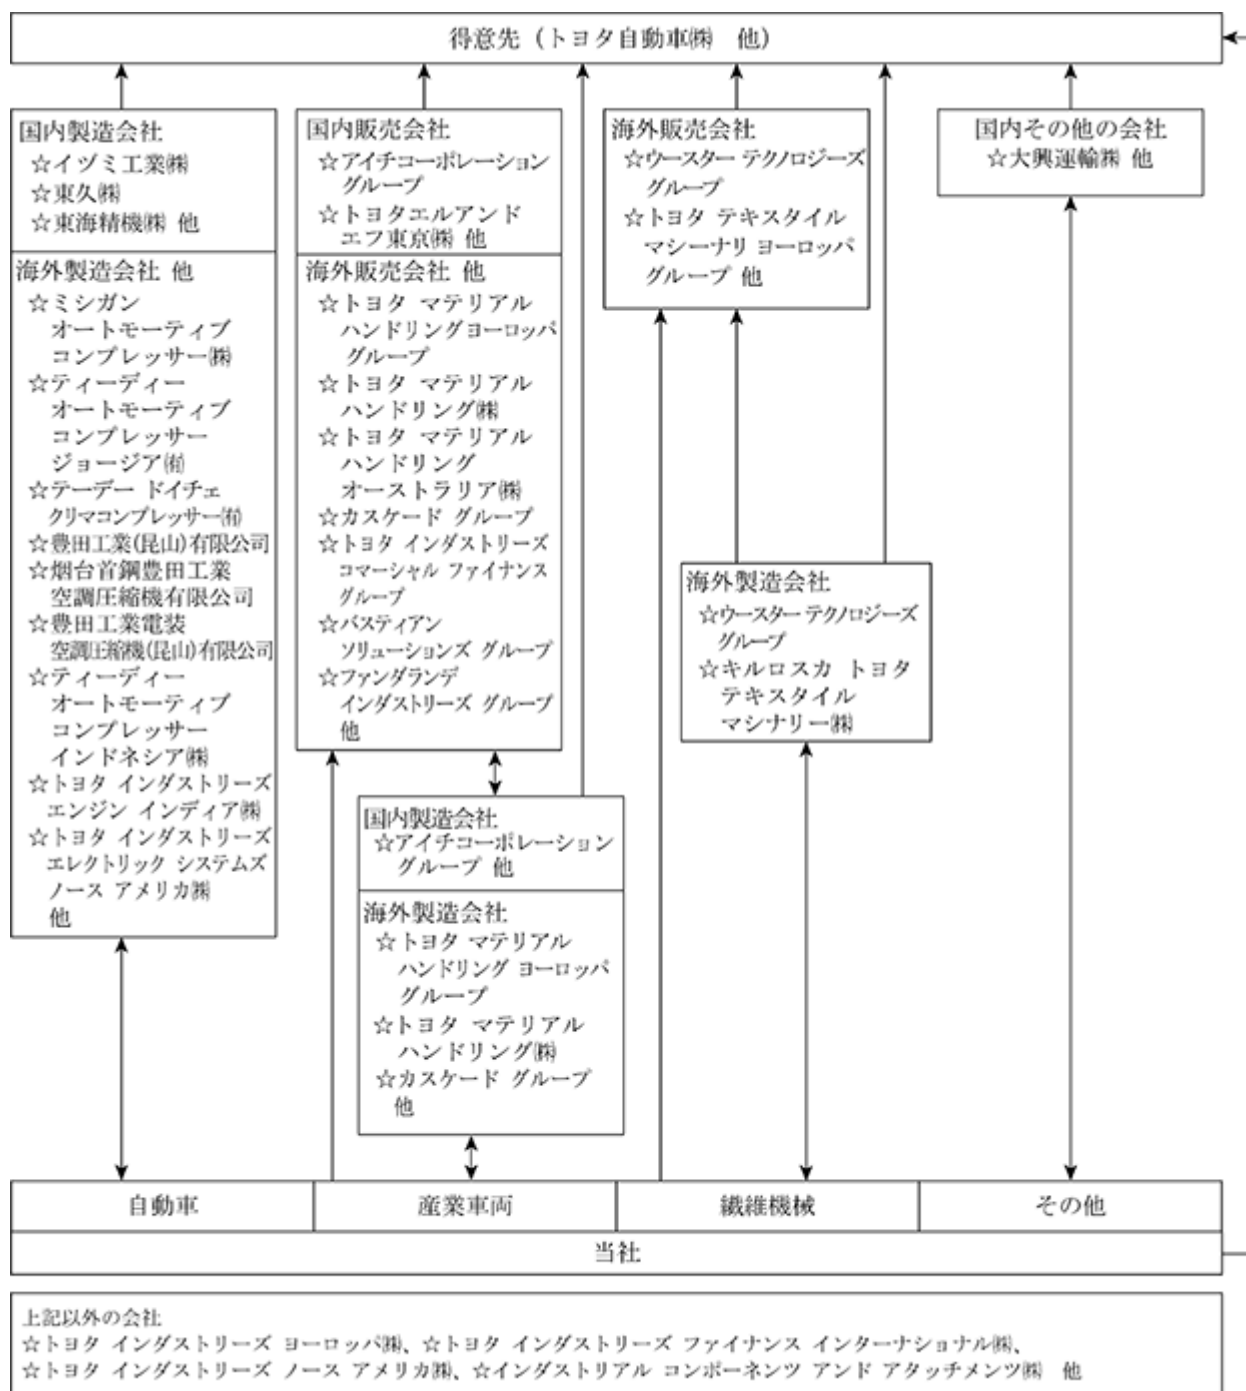 得意先（トヨタ自動車㈱　他）
国内製造会社
☆イヅミ工業㈱
☆東久㈱
☆東海精機㈱ 他
海外製造会社 他
☆ミシガン
オートモーティブ
コンプレッサー㈱
☆ティーディー
オートモーティブ
コンプレッサー
ジョージア㈲
☆テーデー ドイチェ
クリマコンプレッサー㈲
☆豊田工業(昆山)有限公司
☆烟台首鋼豊田工業
空調圧縮機有限公司
☆豊田工業電装
空調圧縮機(昆山)有限公司
☆ティーディー
オートモーティブ
コンプレッサー
インドネシア㈱
☆トヨタ インダストリーズ
エンジン インディア㈱
☆トヨタ インダストリーズ
エレクトリック システムズ
ノース アメリカ㈱
他
国内販売会社
☆アイチコーポレーション
グループ
☆トヨタエルアンド
エフ東京㈱ 他
海外販売会社 他
☆トヨタ マテリアル
ハンドリングヨーロッパ
グループ
☆トヨタ マテリアル
ハンドリング㈱
☆トヨタ マテリアル
ハンドリング
オーストラリア㈱
☆カスケード グループ
☆トヨタ インダストリーズ
コマーシャル ファイナンス
グループ
☆バスティアン
ソリューションズ グループ
☆ファンダランデ
インダストリーズ グループ
他
国内製造会社
☆アイチコーポレーション
グループ 他
海外製造会社
☆トヨタ マテリアル
ハンドリング ヨーロッパ
グループ
☆トヨタ マテリアル
ハンドリング㈱
☆カスケード グループ
他
海外販売会社
☆ウースター テクノロジーズ
グループ
☆トヨタ テキスタイル
マシーナリ ヨーロッパ
グループ 他
海外製造会社
☆ウースター テクノロジーズ
グループ
☆キルロスカ トヨタ
テキスタイル
マシナリー㈱
国内その他の会社
☆大興運輸㈱ 他
自動車
産業車両
繊維機械
その他
当社
上記以外の会社
☆トヨタ インダストリーズ ヨーロッパ㈱、☆トヨタ インダストリーズ ファイナンス インターナショナル㈱、
☆トヨタ インダストリーズ ノース アメリカ㈱、☆インダストリアル コンポーネンツ アンド アタッチメンツ㈱　他